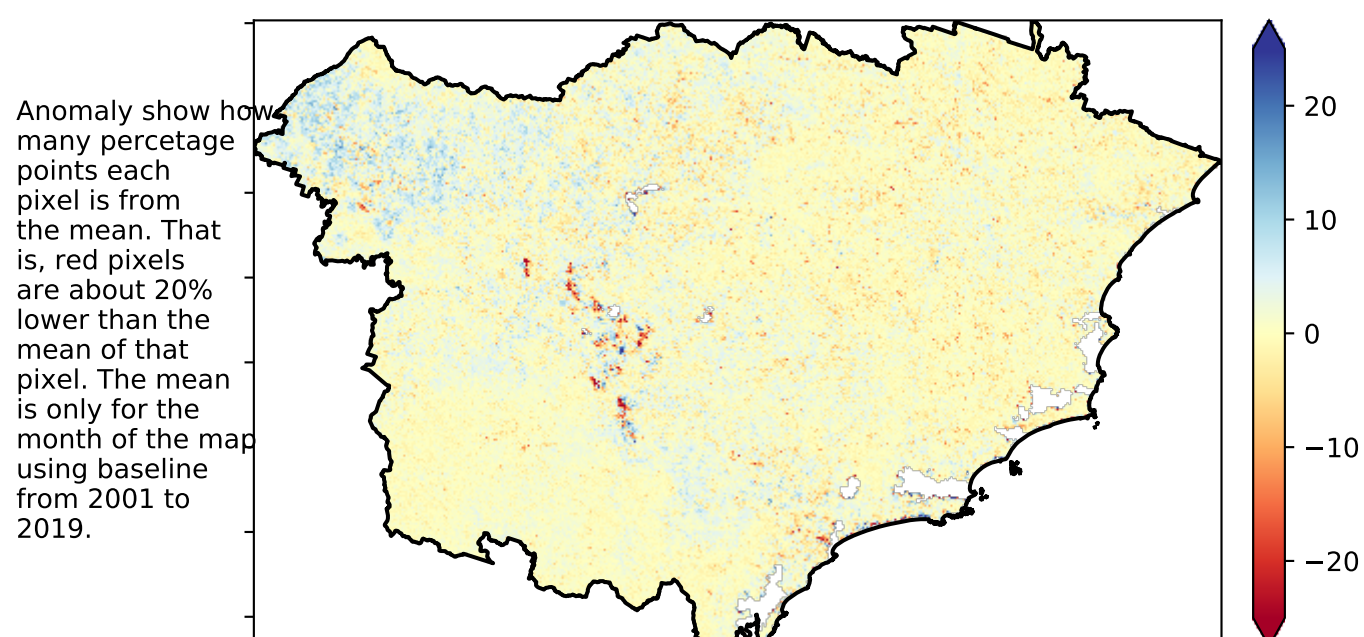 Anomaly show how
many percetage
points each
pixel is from
the mean. That
is, red pixels
are about 20%
lower than the
mean of that
pixel. The mean
is only for the
month of the map
using baseline
from 2001 to
2019.
20
10
0
−10
−20